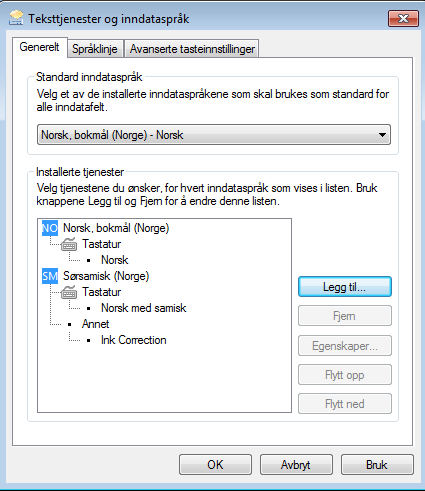 Teksttjenester og inndataspråk
Generelt
Språklinje
Avanserte tasteinnstillinger
Standard inndataspråk
Velg et av de installerte inndataspråkene som skal brukes som standard for
alle inndatafelt.
Norsk, bokmål (Norge) - Norsk
Installerte tjenester
Velg tjenestene du ønsker, for hvert inndataspråk som vises i listen. Bruk
knappene Legg til og Fjern for å endre denne listen.
NO Norsk, bokmål (Norge)
Tastatur
Norsk
SM Sørsamisk (Norge)
Tastatur
Norsk med samisk
Annet
Ink Correction
Legg til...
Fjern
Egenskaper...
Flytt opp
Flytt ned
OK
Avbryt
Bruk